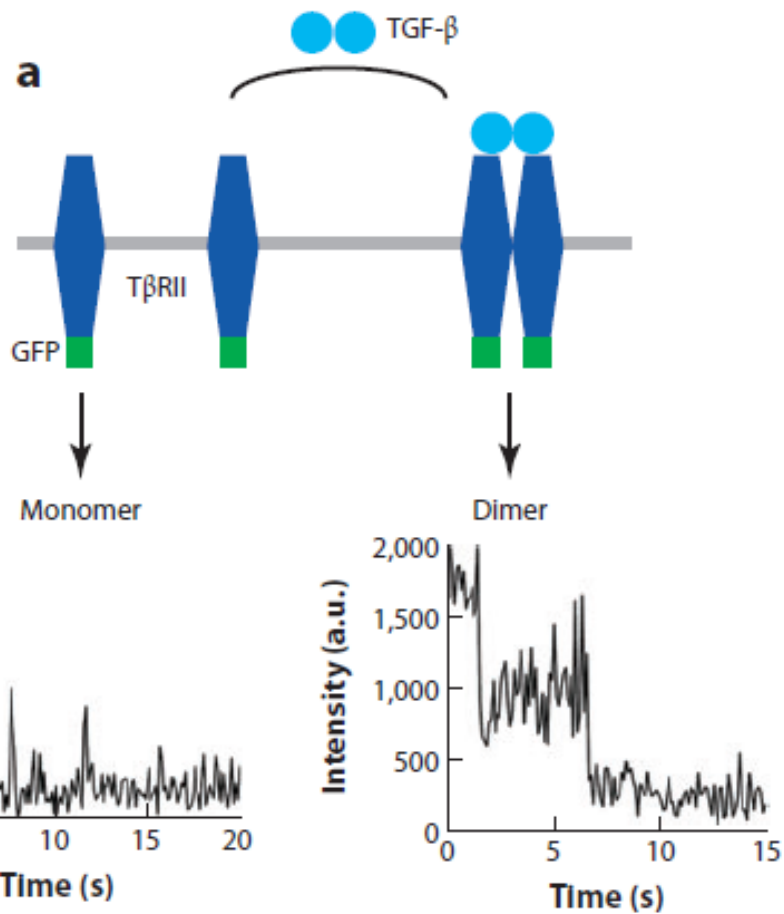 TGF-β
a
TβRII
GFP
Monomer
Dimer
10 15 20
Time (s)
Intensity (a.u.)
2,000
1,500
1,000
500
0
0 5 10 15
Time (s)